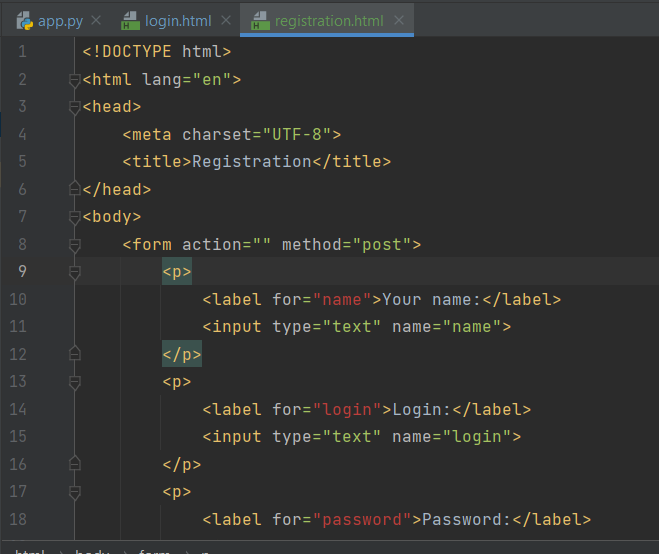 app.py login.html registration.html
1 <!DOCTYPE html>
2 <html lang="en">
3 <head>
4 <meta charset="UTF-8">
5 <title>Registration</title>
6 </head>
7 <body>
8 <form action="" method="post">
9 <p>
10 <label for="name">Your name:</label>
11 <input type="text" name="name">
12 </p>
13 <p>
14 <label for="login">Login:</label>
15 <input type="text" name="login">
16 </p>
17 <p>
18 <label for="password">Password:</label>
html body form p